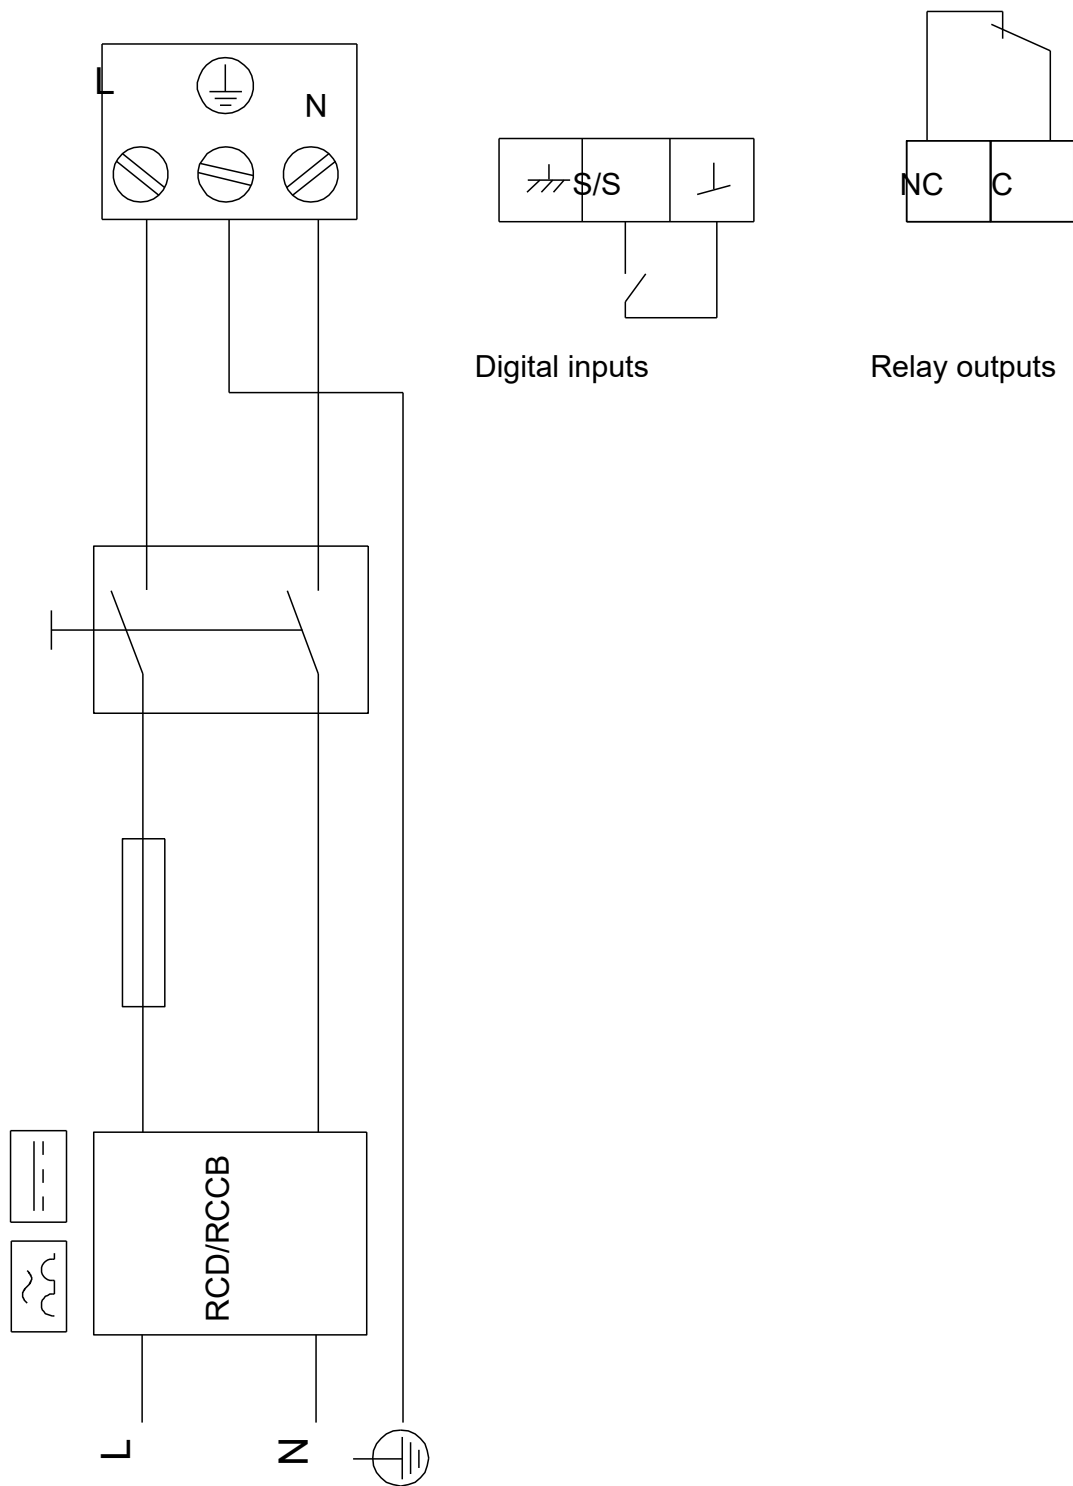 L
N
S/S
NC
C
Digital inputs
Relay outputs
RCD/RCCB
L
N